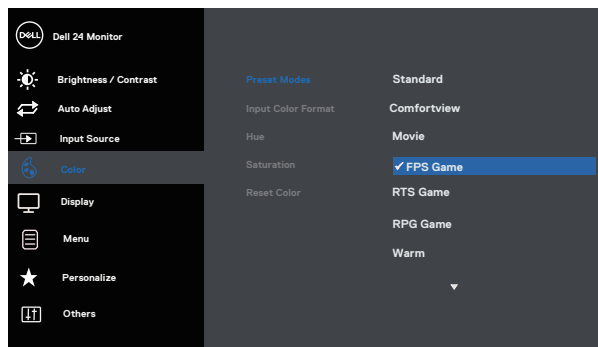 DELL Dell 24 Monitor
Brightness / Contrast
Auto Adjust
Input Source
Color
Display
Menu
Personalize
Others
Preset Modes
Input Color Format
Hue
Saturation
Reset Color
Standard
Comfortview
Movie
✔ FPS Game
RTS Game
RPG Game
Warm